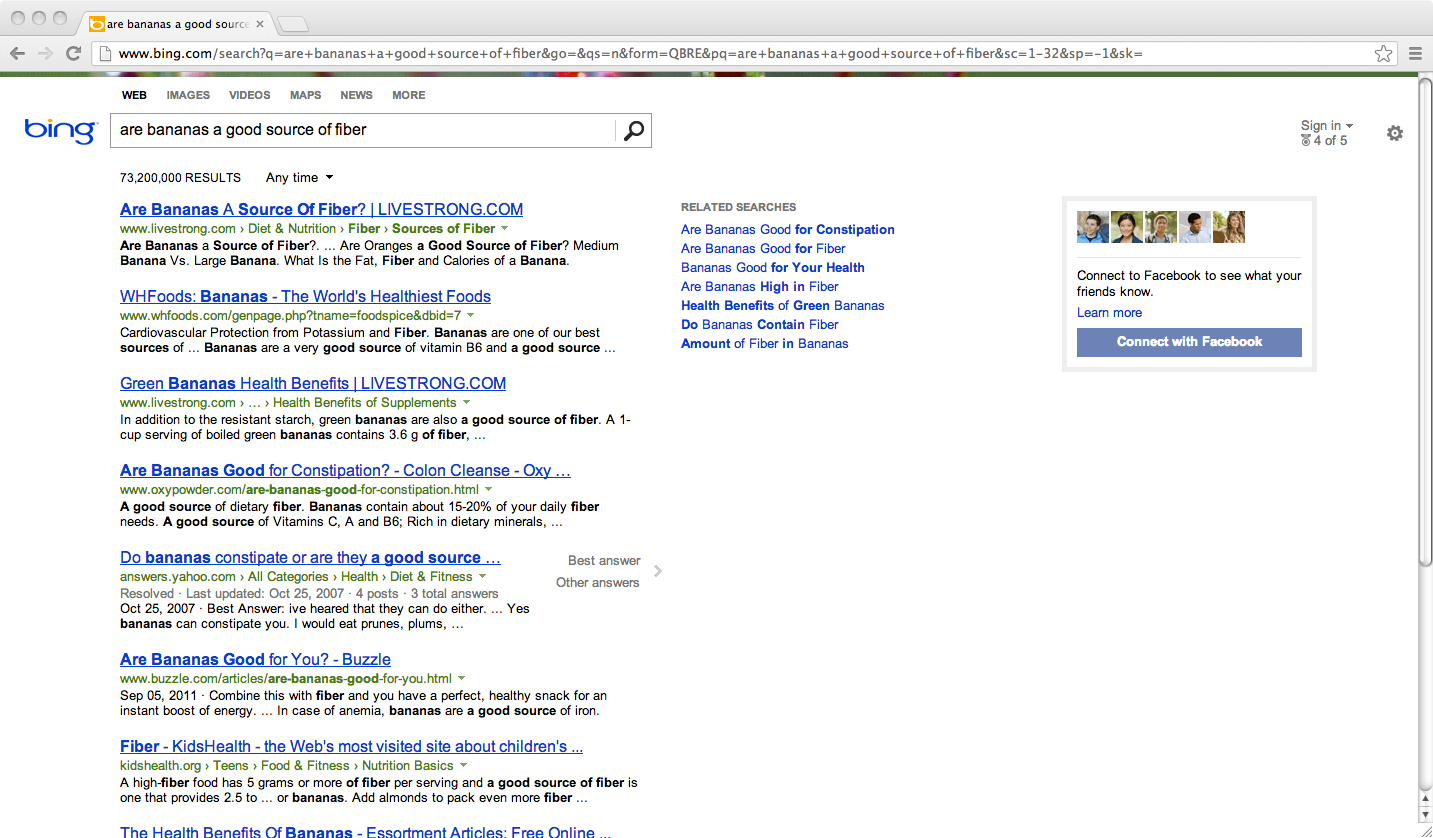 are bananas a good source
www.bing.com/search?q=are+bananas+a+good+source+of+fiber&go=&qs=n&form=QBRE&pq=are+bananas+a+good+source+of+fiber&sc=1-32&sp=-1&sk=
WEB IMAGES VIDEOS MAPS NEWS MORE
bing
are bananas a good source of fiber
Sign in
4 of 5
73,200,000 RESULTS Any time
Are Bananas A Source Of Fiber? | LIVESTRONG.COM
www.livestrong.com › Diet & Nutrition › Fiber › Sources of Fiber
Are Bananas a Source of Fiber?. ... Are Oranges a Good Source of Fiber? Medium
Banana Vs. Large Banana. What Is the Fat, Fiber and Calories of a Banana.
WHFoods: Bananas - The World's Healthiest Foods
www.whfoods.com/genpage.php?tname=foodspice&dbid=7
Cardiovascular Protection from Potassium and Fiber. Bananas are one of our best
sources of ... Bananas are a very good source of vitamin B6 and a good source ...
Green Bananas Health Benefits | LIVESTRONG.COM
www.livestrong.com › ... › Health Benefits of Supplements
In addition to the resistant starch, green bananas are also a good source of fiber. A 1-
cup serving of boiled green bananas contains 3.6 g of fiber, ...
Are Bananas Good for Constipation? - Colon Cleanse - Oxy ...
www.oxypowder.com/are-bananas-good-for-constipation.html
A good source of dietary fiber. Bananas contain about 15-20% of your daily fiber
needs. A good source of Vitamins C, A and B6; Rich in dietary minerals, ...
Do bananas constipate or are they a good source ...
answers.yahoo.com › All Categories › Health › Diet & Fitness
Resolved · Last updated: Oct 25, 2007 · 4 posts · 3 total answers
Oct 25, 2007 · Best Answer: ive heared that they can do either. ... Yes
bananas can constipate you. I would eat prunes, plums, ...
Best answer
Other answers
Are Bananas Good for You? - Buzzle
www.buzzle.com/articles/are-bananas-good-for-you.html
Sep 05, 2011 · Combine this with fiber and you have a perfect, healthy snack for an
instant boost of energy. ... In case of anemia, bananas are a good source of iron.
Fiber - KidsHealth - the Web's most visited site about children's ...
kidshealth.org › Teens › Food & Fitness › Nutrition Basics
A high-fiber food has 5 grams or more of fiber per serving and a good source of fiber is
one that provides 2.5 to ... or bananas. Add almonds to pack even more fiber ...
The Health Benefits Of Bananas - Essortment Articles: Free Online ...
RELATED SEARCHES
Are Bananas Good for Constipation
Are Bananas Good for Fiber
Bananas Good for Your Health
Are Bananas High in Fiber
Health Benefits of Green Bananas
Do Bananas Contain Fiber
Amount of Fiber in Bananas
Connect to Facebook to see what your
friends know.
Learn more
Connect with Facebook